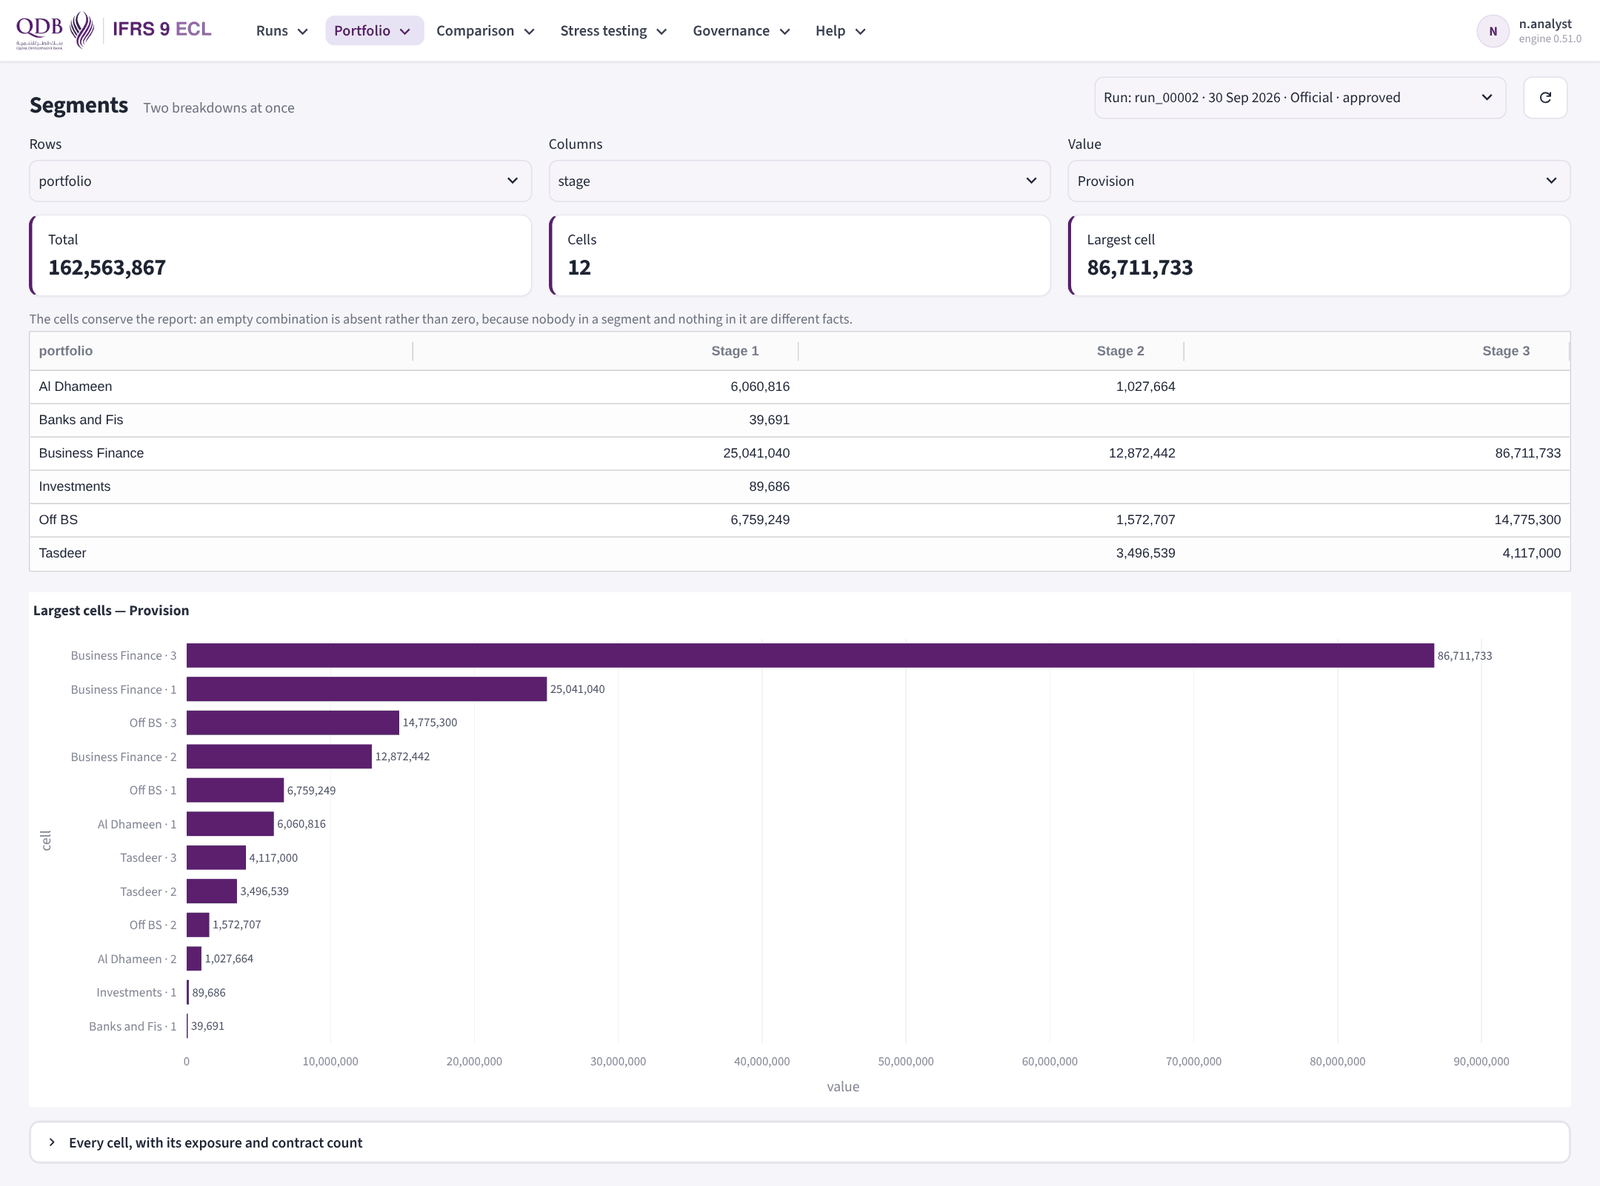 QDB
IFRS 9 ECL
Runs
Portfolio
Comparison
Stress testing
Governance
Help
N
n.analyst
engine 0.51.0
Segments
Two breakdowns at once
Run: run_00002 · 30 Sep 2026 · Official · approved
Rows
Columns
Value
portfolio
stage
Provision
Total
162,563,867
Cells
12
Largest cell
86,711,733
The cells conserve the report: an empty combination is absent rather than zero, because nobody in a segment and nothing in it are different facts.
portfolio Stage 1 Stage 2 Stage 3
Al Dhameen 6,060,816 1,027,664
Banks and Fis 39,691
Business Finance 25,041,040 12,872,442 86,711,733
Investments 89,686
Off BS 6,759,249 1,572,707 14,775,300
Tasdeer 3,496,539 4,117,000
Largest cells — Provision
Business Finance · 3 86,711,733
Business Finance · 1 25,041,040
Off BS · 3 14,775,300
Business Finance · 2 12,872,442
Off BS · 1 6,759,249
Al Dhameen · 1 6,060,816
Tasdeer · 3 4,117,000
Tasdeer · 2 3,496,539
Off BS · 2 1,572,707
Al Dhameen · 2 1,027,664
Investments · 1 89,686
Banks and Fis · 1 39,691
cell
0 10,000,000 20,000,000 30,000,000 40,000,000 50,000,000 60,000,000 70,000,000 80,000,000 90,000,000
value
Every cell, with its exposure and contract count